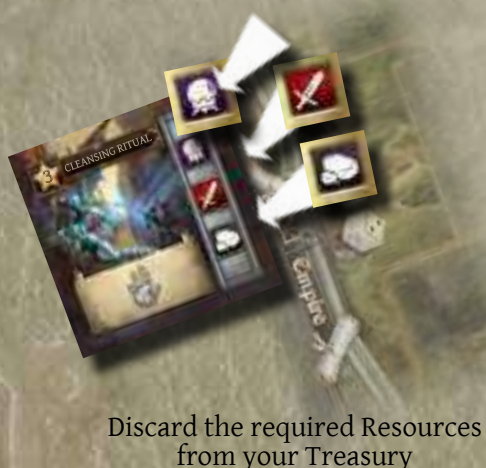 3 CLEANSING RITUAL
Empire
Discard the required Resources
from your Treasury